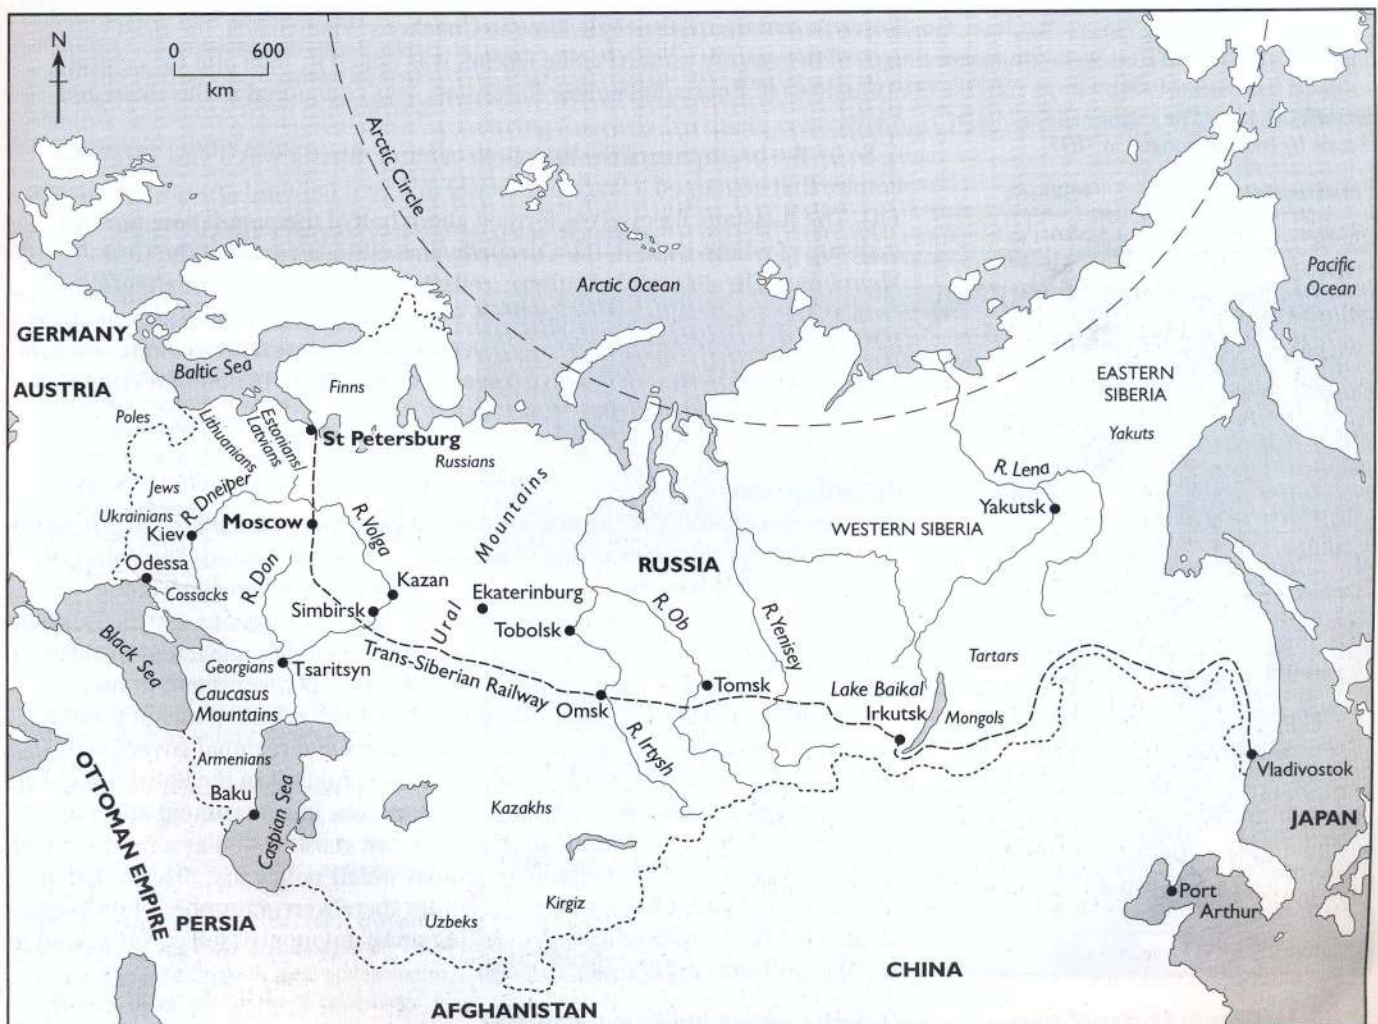 N
0 600
km
Arctic Circle
Arctic Ocean
Pacific
Ocean
GERMANY
AUSTRIA
Baltic Sea
Finns
EASTERN
SIBERIA
Yakuts
Poles
Lithuanians
Estonians/
Latvians
St Petersburg
Russians
Jews
R. Dneiper
Ukrainians
Kiev
Moscow
R. Volga
Ural Mountains
R. Lena
Yakutsk
WESTERN SIBERIA
RUSSIA
Odessa
Cossacks
R. Don
Kazan
Simbirsk
Ekaterinburg
Tobolsk
R. Ob
R. Yenisey
Black Sea
Georgians
Tsaritsyn
Trans-Siberian Railway
Omsk
Tomsk
Tartars
Lake Baikal
Irkutsk
Mongols
Caucasus
Mountains
R. Irtysh
Vladivostok
Armenians
Baku
Caspian Sea
Kazakhs
JAPAN
OTTOMAN EMPIRE
PERSIA
Uzbeks
Kirgiz
Port
Arthur
CHINA
AFGHANISTAN